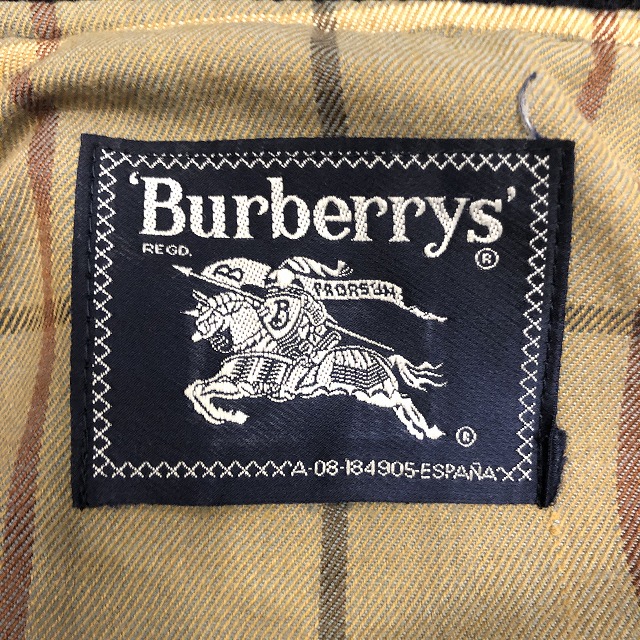 'Burberrys'
REGD.
®
B
PRORSUM
B
®
A-08-184905-ESPAÑA